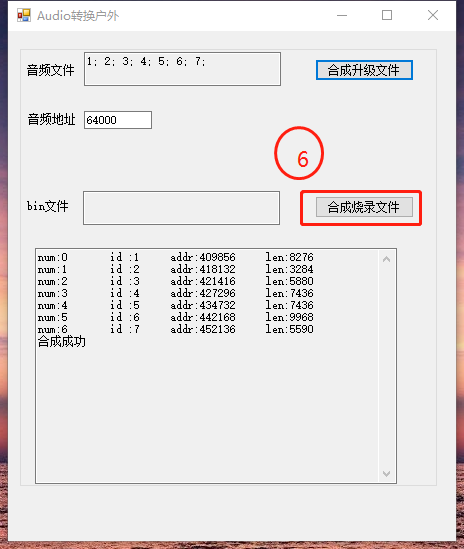 Audio转换户外
音频文件 1; 2; 3; 4; 5; 6; 7; 合成升级文件
音频地址 64000
6
bin文件 合成烧录文件
num:0 id :1 addr:409856 len:8276
num:1 id :2 addr:418132 len:3284
num:2 id :3 addr:421416 len:5880
num:3 id :4 addr:427296 len:7436
num:4 id :5 addr:434732 len:7436
num:5 id :6 addr:442168 len:9968
num:6 id :7 addr:452136 len:5590
合成成功